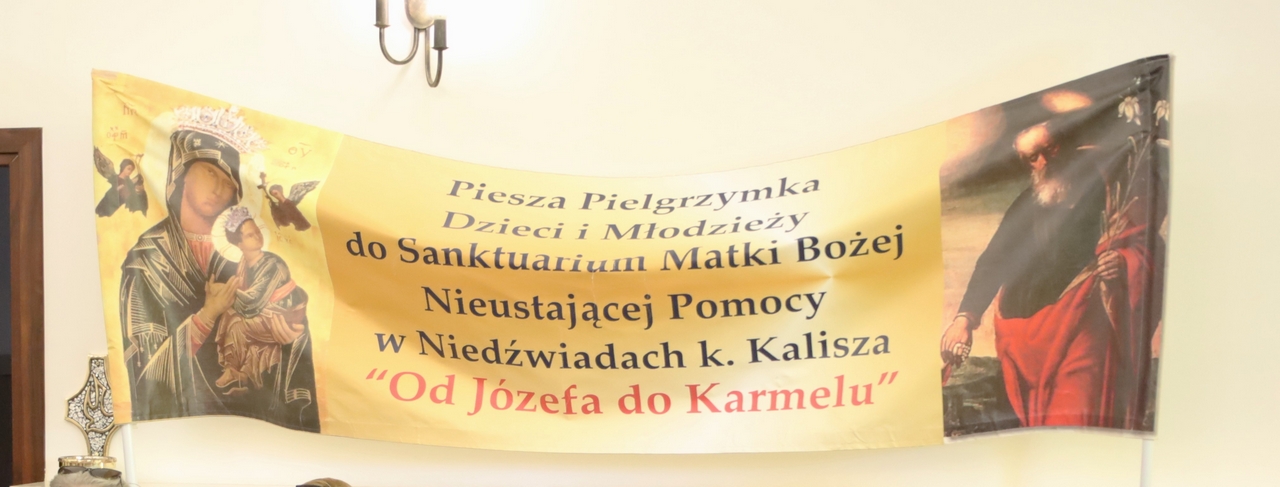 Piesza Pielgrzymka
Dzieci i Młodzieży
do Sanktuarium Matki Bożej
Nieustającej Pomocy
w Niedźwiadach k. Kalisza
“Od Józefa do Karmelu”